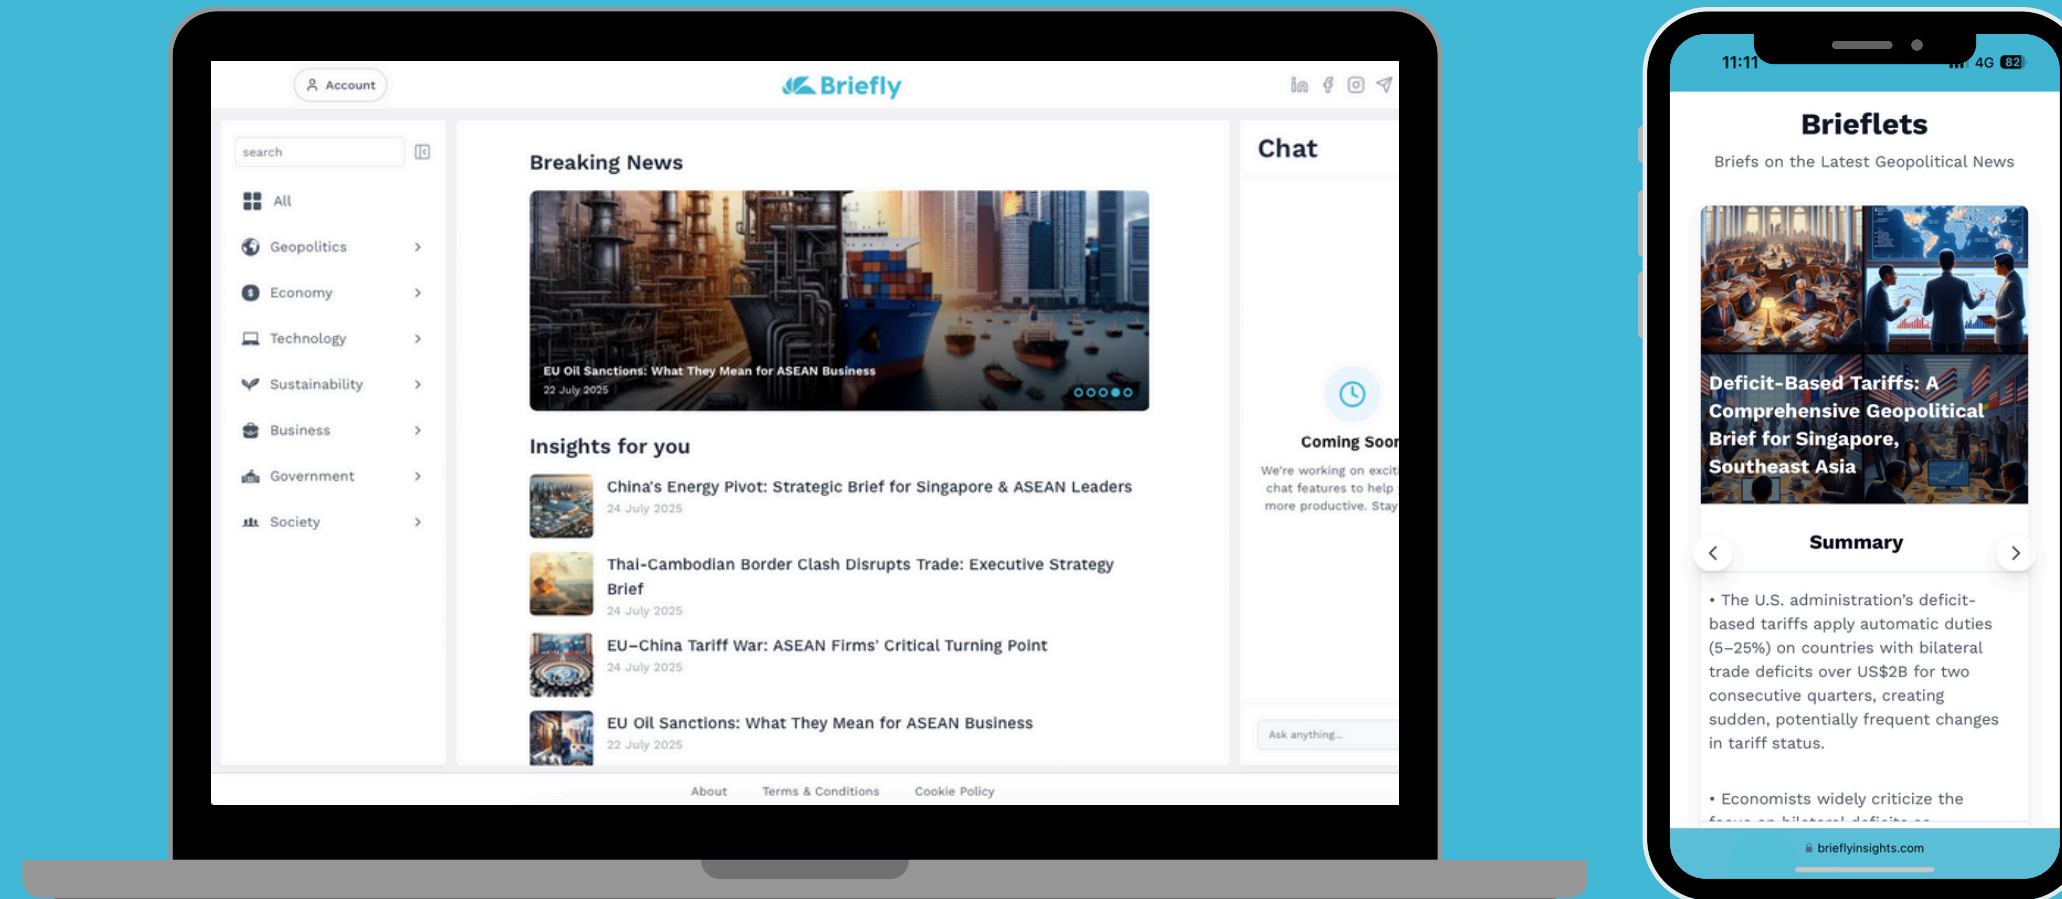 Account
Briefly
search
All
Geopolitics
Economy
Technology
Sustainability
Business
Government
Society
Breaking News
EU Oil Sanctions: What They Mean for ASEAN Business
22 July 2025
Insights for you
China's Energy Pivot: Strategic Brief for Singapore & ASEAN Leaders
24 July 2025
Thai-Cambodian Border Clash Disrupts Trade: Executive Strategy
Brief
24 July 2025
EU–China Tariff War: ASEAN Firms' Critical Turning Point
24 July 2025
EU Oil Sanctions: What They Mean for ASEAN Business
22 July 2025
Chat
Coming Soon
We're working on
chat features to help
more productive. Stay
Ask anything...
About Terms & Conditions Cookie Policy
11:11 4G 82
Brieflets
Briefs on the Latest Geopolitical News
Deficit-Based Tariffs: A
Comprehensive Geopolitical
Brief for Singapore,
Southeast Asia
Summary
• The U.S. administration’s deficit-
based tariffs apply automatic duties
(5–25%) on countries with bilateral
trade deficits over US$2B for two
consecutive quarters, creating
sudden, potentially frequent changes
in tariff status.
• Economists widely criticize the
brieflyinsights.com